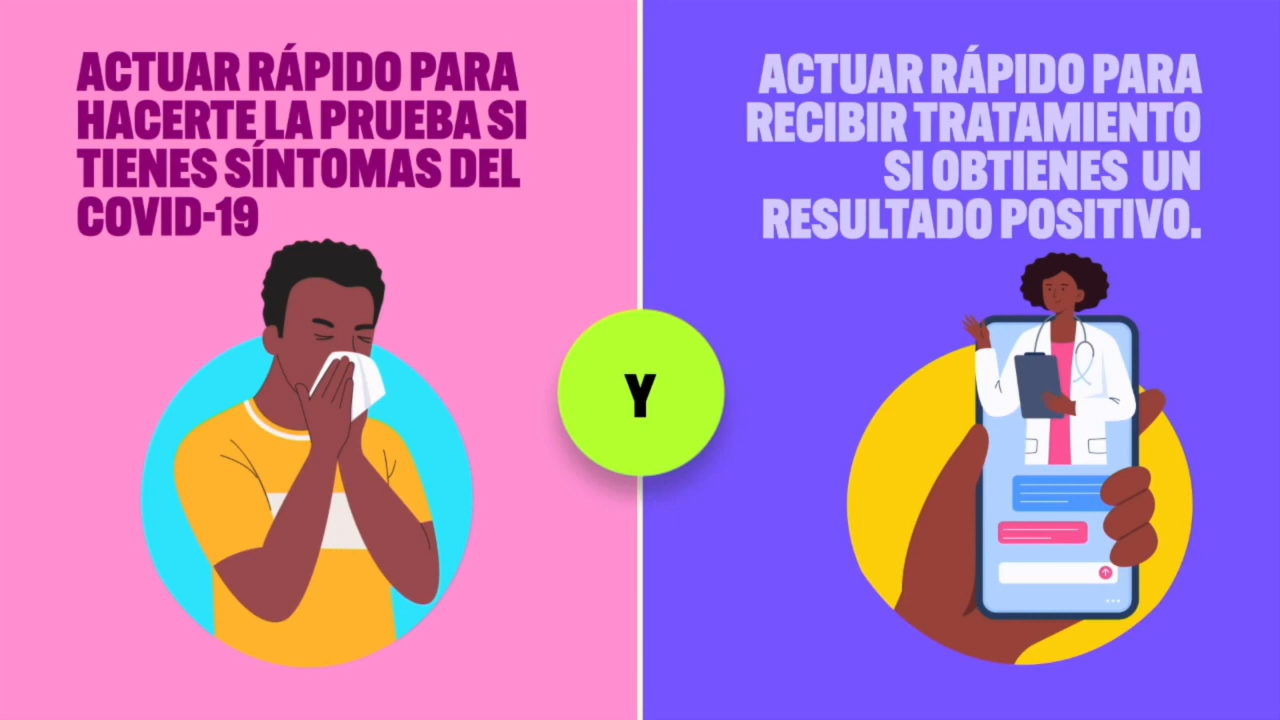 ACTUAR RÁPIDO PARA
HACERTE LA PRUEBA SI
TIENES SÍNTOMAS DEL
COVID-19
Y
ACTUAR RÁPIDO PARA
RECIBIR TRATAMIENTO
SI OBTIENES UN
RESULTADO POSITIVO.